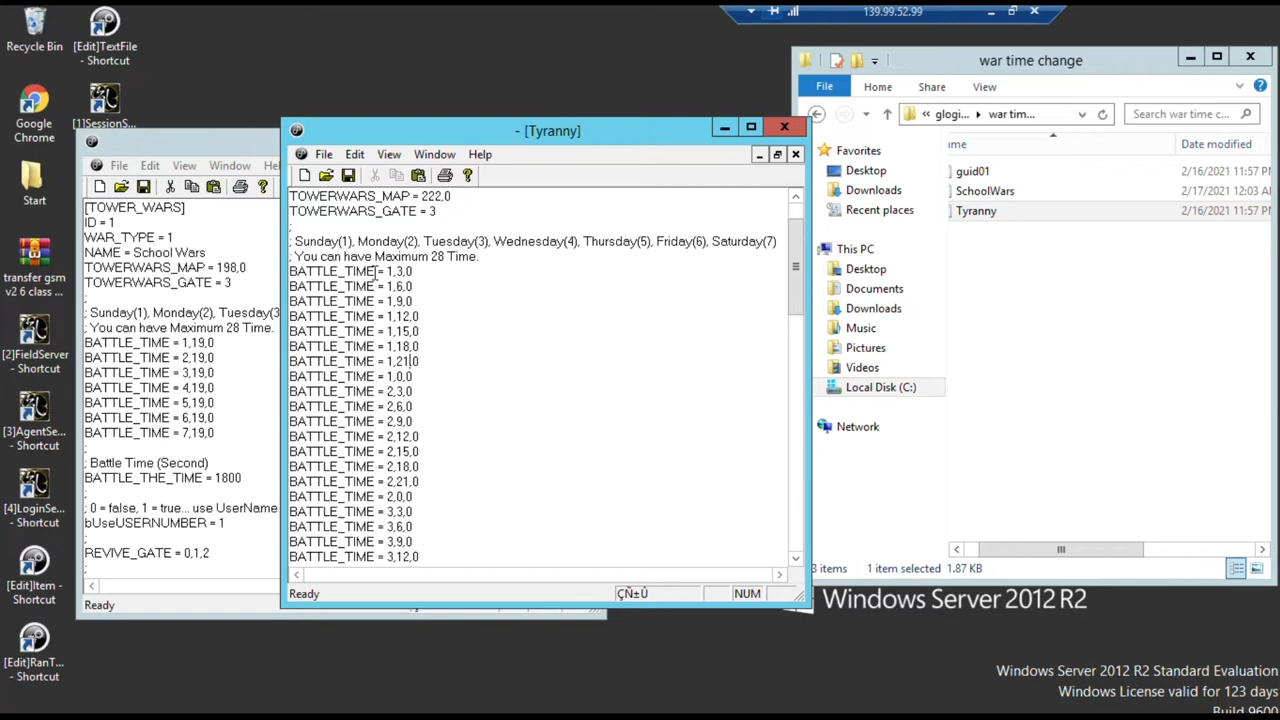 139.99.52.99
Recycle Bin
[Edit]TextFile
- Shortcut
Google
Chrome
[1]SessionS...
Start
transfer gsm
v2 6 class ...
[2]FieldServer
- Shortcut
[3]AgentSe...
- Shortcut
[4]LoginSe...
- Shortcut
[Edit]Item -
Shortcut
[Edit]RanT...
- Shortcut
File Edit View Window He
[TOWER_WARS]
ID = 1
WAR_TYPE = 1
NAME = School Wars
TOWERWARS_MAP = 198,0
TOWERWARS_GATE = 3
;
; Sunday(1), Monday(2), Tuesday(3
; You can have Maximum 28 Time.
BATTLE_TIME = 1,19,0
BATTLE_TIME = 2,19,0
BATTLE_TIME = 3,19,0
BATTLE_TIME = 4,19,0
BATTLE_TIME = 5,19,0
BATTLE_TIME = 6,19,0
BATTLE_TIME = 7,19,0
;
; Battle Time (Second)
BATTLE_THE_TIME = 1800
;
; 0 = false, 1 = true... use UserName
bUseUSERNUMBER = 1
;
REVIVE_GATE = 0,1,2
;
Ready
- [Tyranny]
File Edit View Window Help
TOWERWARS_MAP = 222,0
TOWERWARS_GATE = 3
;
; Sunday(1), Monday(2), Tuesday(3), Wednesday(4), Thursday(5), Friday(6), Saturday(7)
; You can have Maximum 28 Time.
BATTLE_TIME = 1,3,0
BATTLE_TIME = 1,6,0
BATTLE_TIME = 1,9,0
BATTLE_TIME = 1,12,0
BATTLE_TIME = 1,15,0
BATTLE_TIME = 1,18,0
BATTLE_TIME = 1,21,0
BATTLE_TIME = 1,0,0
BATTLE_TIME = 2,3,0
BATTLE_TIME = 2,6,0
BATTLE_TIME = 2,9,0
BATTLE_TIME = 2,12,0
BATTLE_TIME = 2,15,0
BATTLE_TIME = 2,18,0
BATTLE_TIME = 2,21,0
BATTLE_TIME = 2,0,0
BATTLE_TIME = 3,3,0
BATTLE_TIME = 3,6,0
BATTLE_TIME = 3,9,0
BATTLE_TIME = 3,12,0
Ready ÇÑ±Û NUM
war time change
File Home Share View
« glogi... ▸ war tim...
Search war time c...
Favorites
Desktop
Downloads
Recent places
This PC
Desktop
Documents
Downloads
Music
Pictures
Videos
Local Disk (C:)
Network
ame Date modified
guid01 2/16/2021 11:57
SchoolWars 2/17/2021 12:03 A
Tyranny 2/16/2021 11:57
3 items 1 item selected 1.87 KB
Windows Server 2012 R2
Windows Server 2012 R2 Standard Evaluation
Windows License valid for 123 days
Build 9600